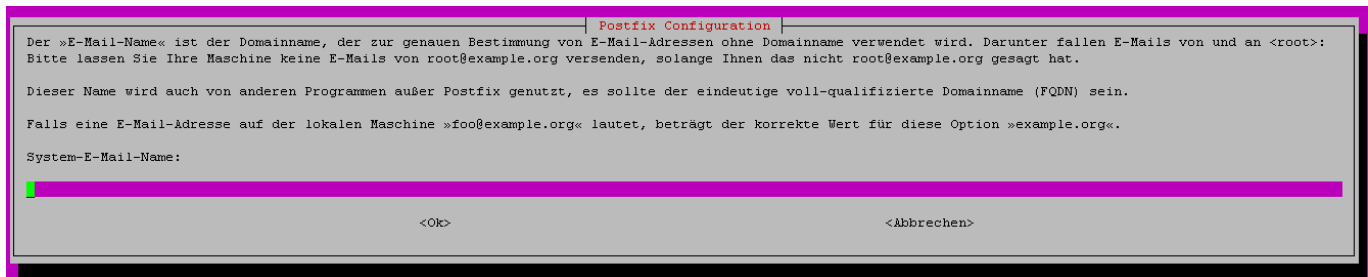 Postfix Configuration
Der »E-Mail-Name« ist der Domainname, der zur genauen Bestimmung von E-Mail-Adressen ohne Domainname verwendet wird. Darunter fallen E-Mails von und an <root>:
Bitte lassen Sie Ihre Maschine keine E-Mails von root@example.org versenden, solange Ihnen das nicht root@example.org gesagt hat.
Dieser Name wird auch von anderen Programmen außer Postfix genutzt, es sollte der eindeutige voll-qualifizierte Domainname (FQDN) sein.
Falls eine E-Mail-Adresse auf der lokalen Maschine »foo@example.org« lautet, beträgt der korrekte Wert für diese Option »example.org«.
System-E-Mail-Name:
<Ok> <Abbrechen>